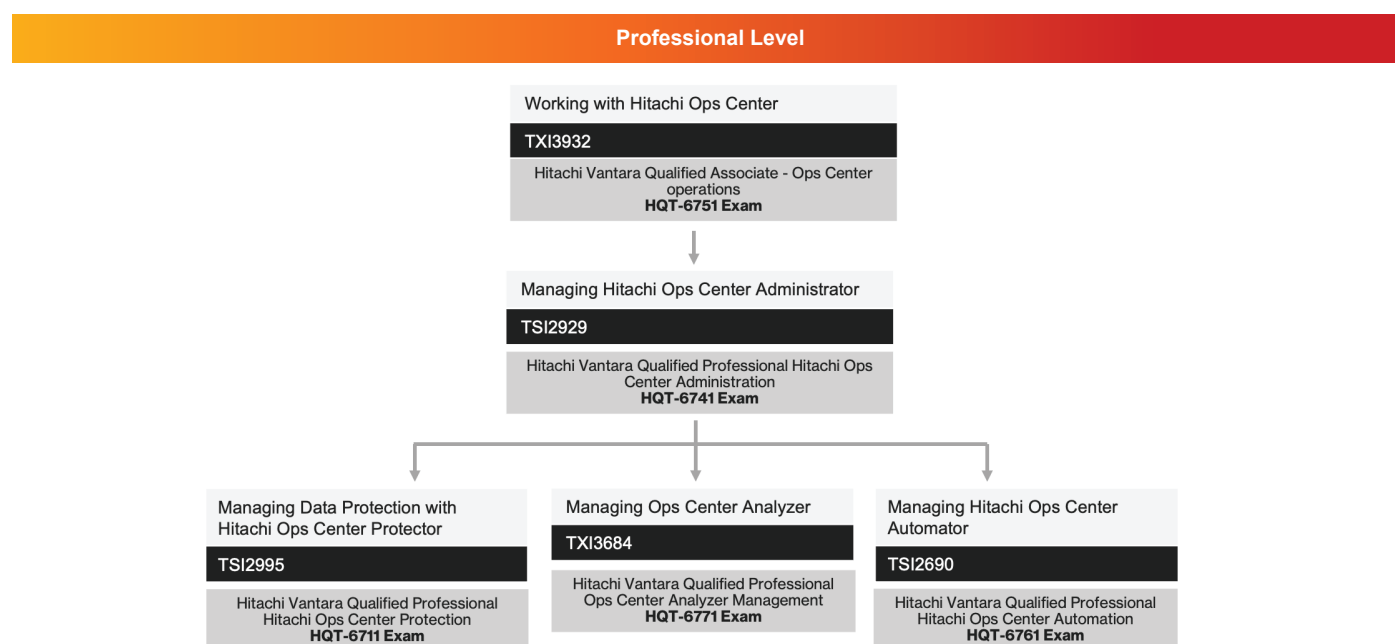 Professional Level
Working with Hitachi Ops Center
TXI3932
Hitachi Vantara Qualified Associate - Ops Center
operations
HQT-6751 Exam
Managing Hitachi Ops Center Administrator
TSI2929
Hitachi Vantara Qualified Professional Hitachi Ops
Center Administration
HQT-6741 Exam
Managing Data Protection with
Hitachi Ops Center Protector
TSI2995
Hitachi Vantara Qualified Professional
Hitachi Ops Center Protection
HQT-6711 Exam
Managing Ops Center Analyzer
TXI3684
Hitachi Vantara Qualified Professional
Ops Center Analyzer Management
HQT-6771 Exam
Managing Hitachi Ops Center
Automator
TSI2690
Hitachi Vantara Qualified Professional
Hitachi Ops Center Automation
HQT-6761 Exam